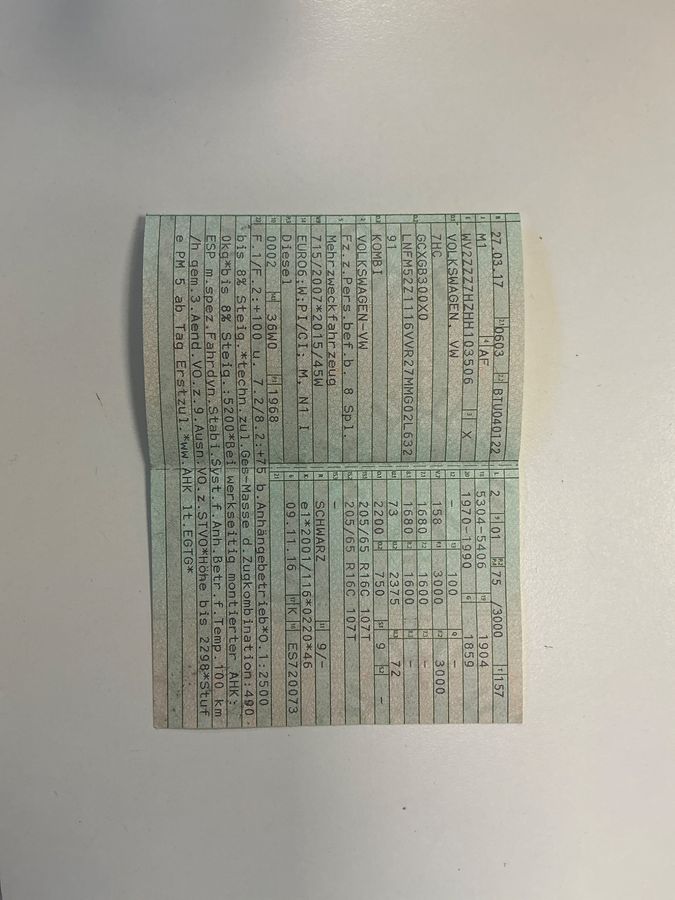 27.03.17 0603 BTU040122
M1 AF
WV2ZZZ7HZHH103506 X
VOLKSWAGEN, VW
7HC
GCXGB300X0
LNFM52Z1116VVR27MMG02L632
91
KOMBI
VOLKSWAGEN-VW
Fz.z.Pers.bef.b. 8 Spl.
Mehrzweckfahrzeug
715/2007*2015/45W
EURO6;W;PI/CI; M, N1 I
Diesel
0002 36W0 1968
2 01 75 /3000 157
5304-5406 1904
1970-1990 1859
- 100 -
158 3000 3000
1680 1600 -
1680 1600 -
73 2375 72
2200 750 9 -
205/65 R16C 107T
205/65 R16C 107T
-
SCHWARZ 9/-
e1*2001/116*0220*46
09.11.16 K ES720073
F.1/F.2:+100 u. 7.2/8.2:+75 b.Anhängebetrieb*O.1:2500
bis 8% Steig.*techn.zul.Ges-Masse d.Zugkombination:490
0kg*bis 8% Steig.:5200*Bei werkseitig montierter AHK:
ESP m.spez.Fahrdyn.Stabi.Syst.f.Anh.Betr.f.Temp.100 km
/h gem.3.Aend.VO.z.9.Ausn.VO.z.STVO*Höhe bis 2298*Stuf
e PM 5 ab Tag Erstzul.*ww.AHK lt.EGTG*